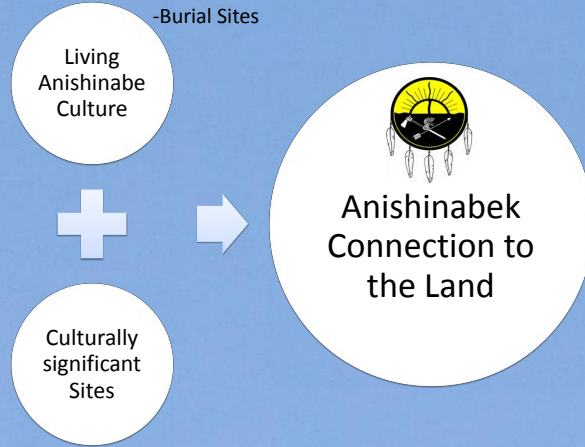 -Burial Sites
Living
Anishinabe
Culture
Culturally
significant
Sites
Anishinabek
Connection to
the Land